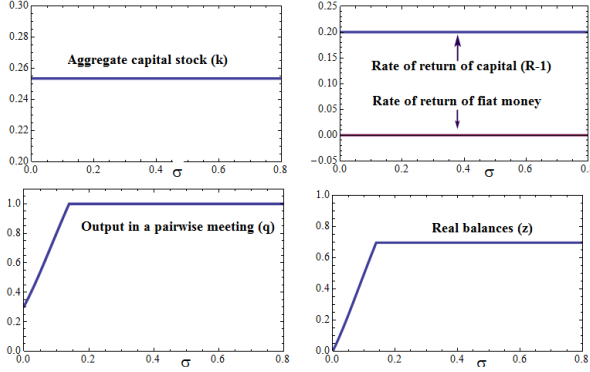 0.30
0.28
0.26
0.24
0.22
0.20
Aggregate capital stock (k)
0.0 0.2 0.4 0.6 0.8
σ
0.25
0.20
0.15
0.10
0.05
0.00
-0.05
Rate of return of capital (R-1)
Rate of return of fiat money
0.0 0.2 0.4 0.6 0.8
σ
1.0
0.8
0.6
0.4
0.2
0.0
Output in a pairwise meeting (q)
0.0 0.2 0.4 0.6 0.8
σ
1.0
0.8
0.6
0.4
0.2
0.0
Real balances (z)
0.0 0.2 0.4 0.6 0.8
σ